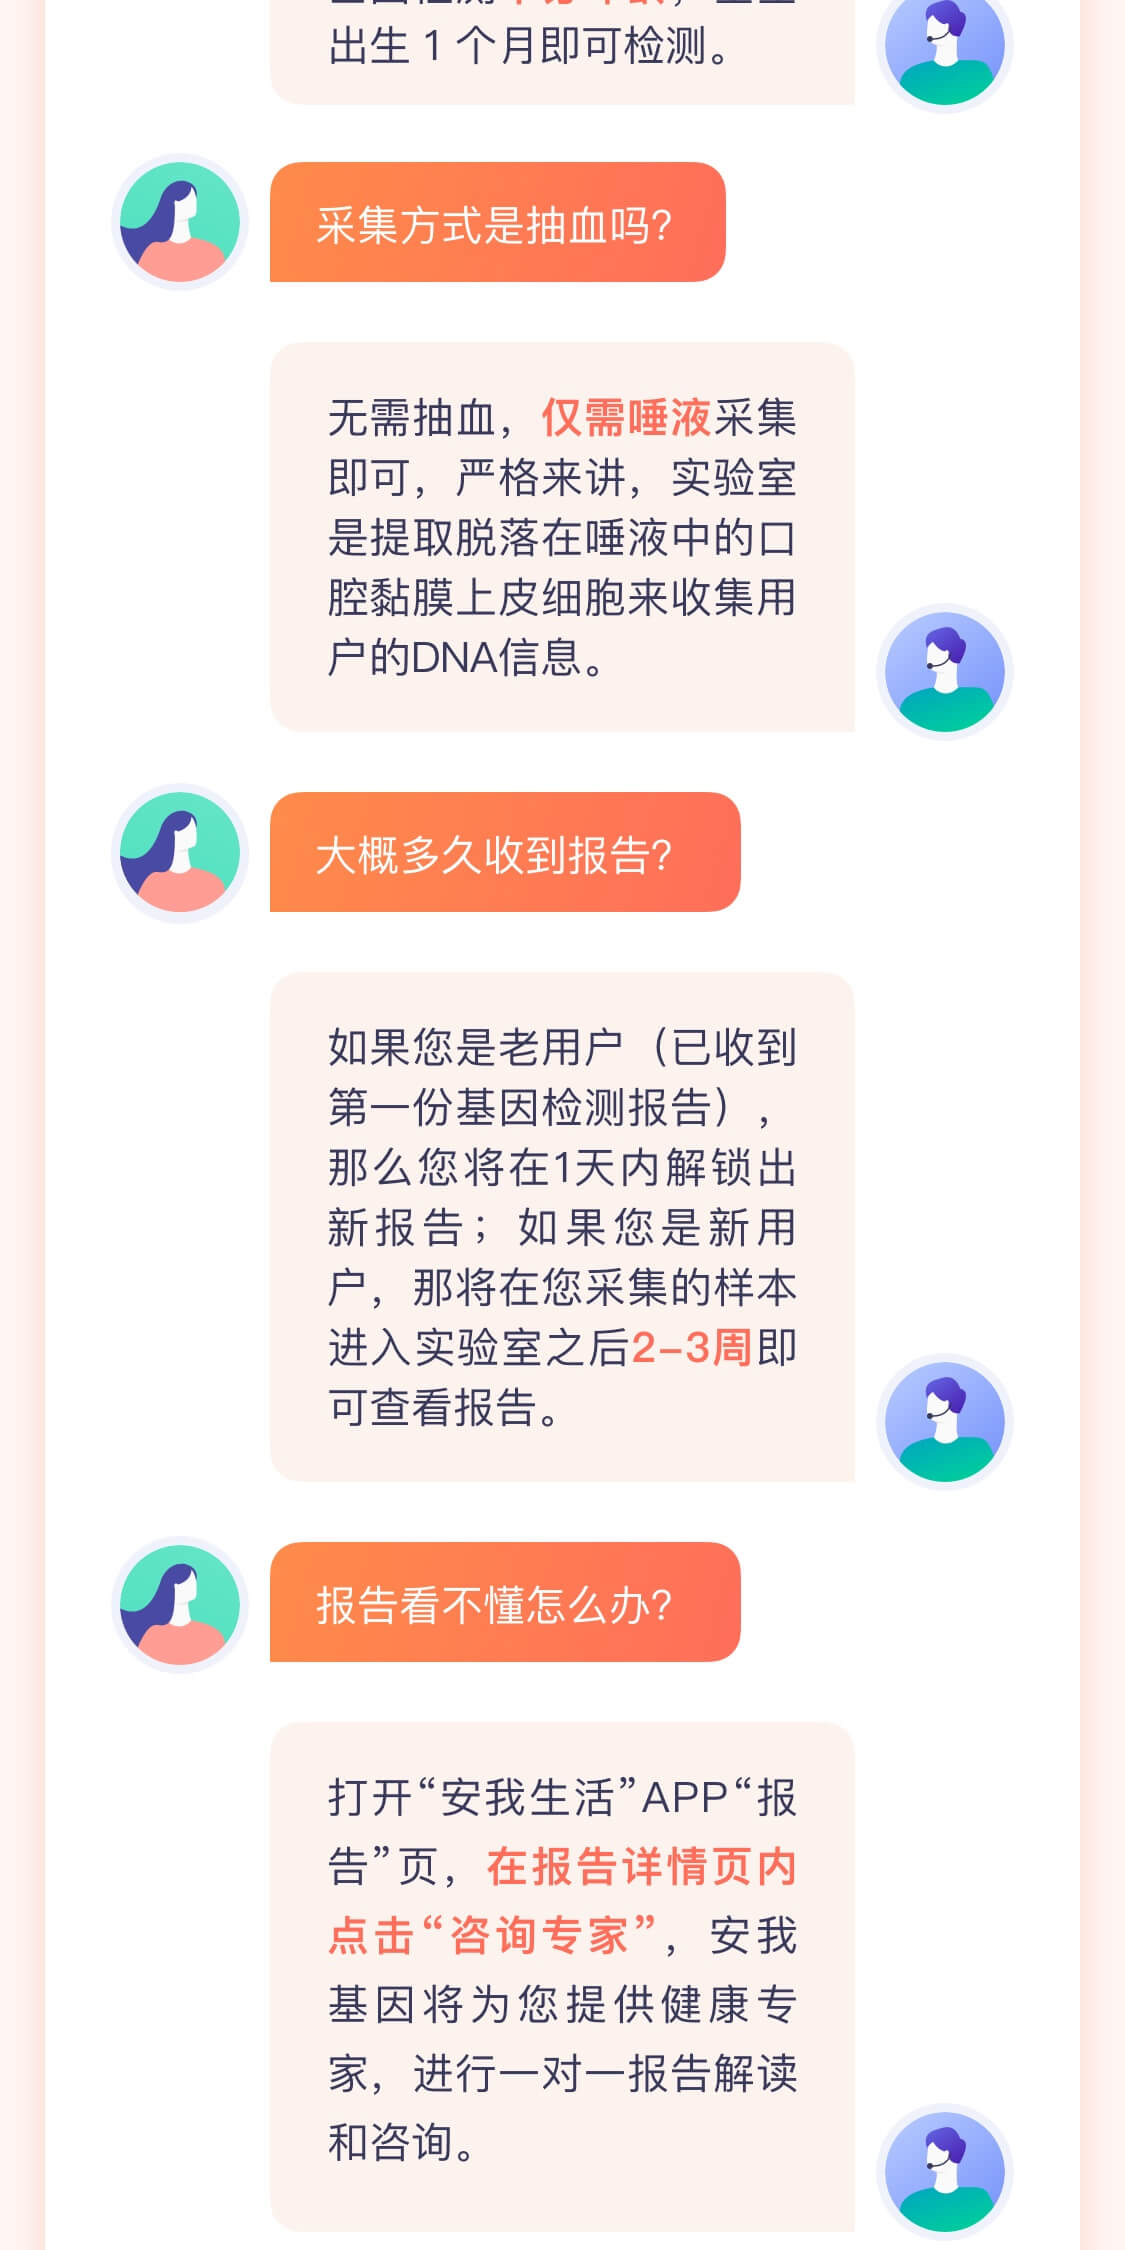 出生 1 个月即可检测。
采集方式是抽血吗？
无需抽血，仅需唾液采集
即可，严格来讲，实验室
是提取脱落在唾液中的口
腔黏膜上皮细胞来收集用
户的DNA信息。
大概多久收到报告？
如果您是老用户（已收到
第一份基因检测报告），
那么您将在1天内解锁出
新报告；如果您是新用
户，那将在您采集的样本
进入实验室之后2-3周即
可查看报告。
报告看不懂怎么办？
打开“安我生活”APP“报
告”页，在报告详情页内
点击“咨询专家”，安我
基因将为您提供健康专
家，进行一对一报告解读
和咨询。